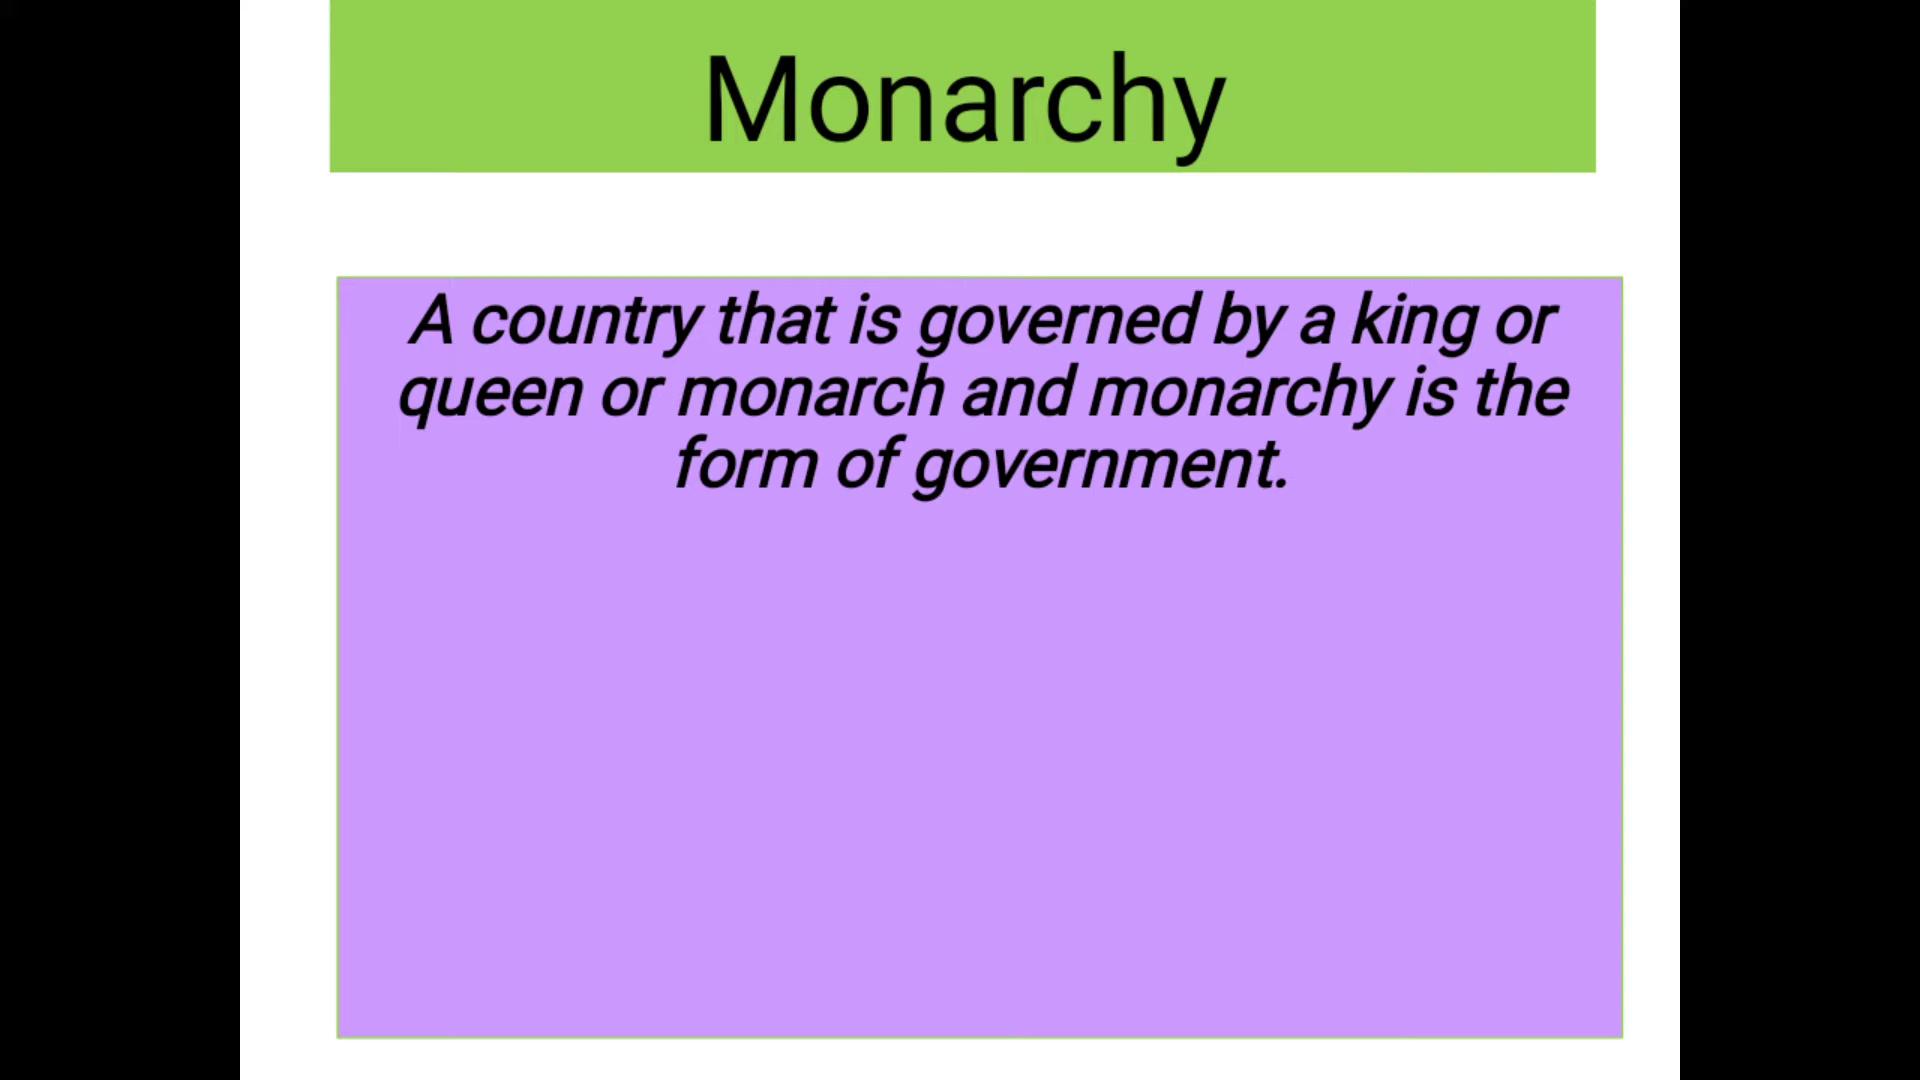 Monarchy
A country that is governed by a king or
queen or monarch and monarchy is the
form of government.